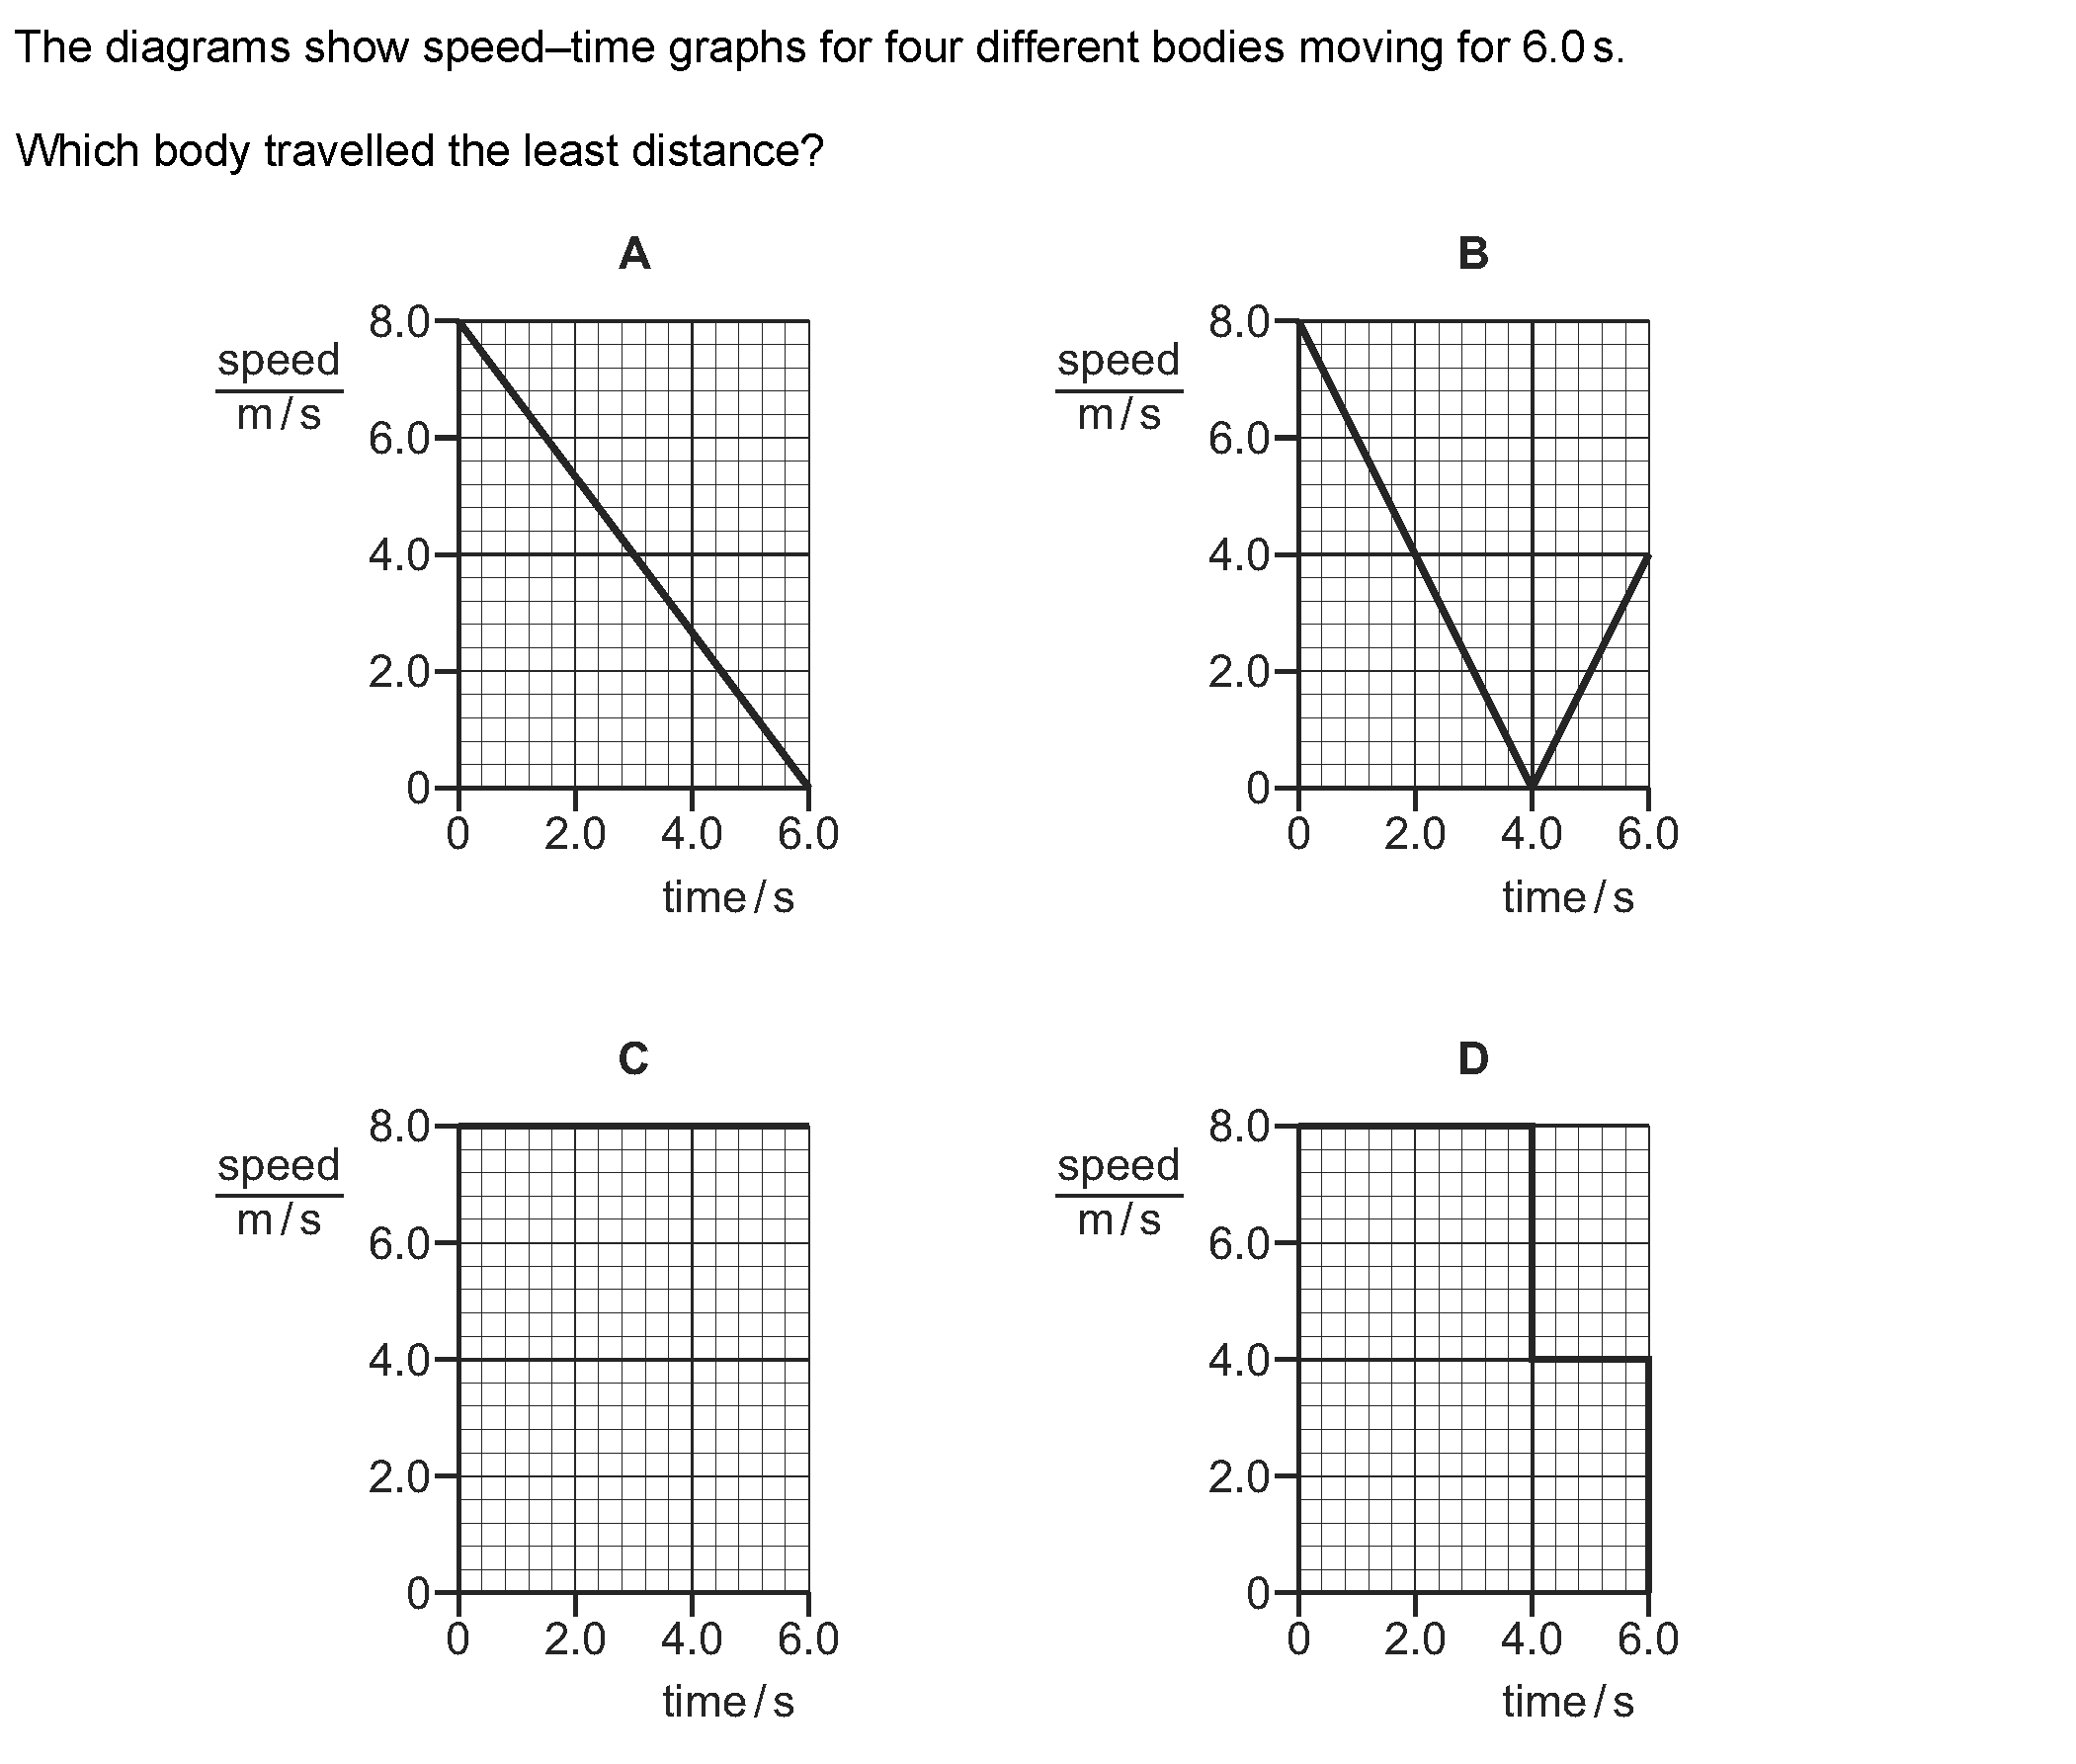 The diagrams show speed–time graphs for four different bodies moving for 6.0 s.
Which body travelled the least distance?
A
speed
m / s
8.0
6.0
4.0
2.0
0
0 2.0 4.0 6.0
time / s
B
speed
m / s
8.0
6.0
4.0
2.0
0
0 2.0 4.0 6.0
time / s
C
speed
m / s
8.0
6.0
4.0
2.0
0
0 2.0 4.0 6.0
time / s
D
speed
m / s
8.0
6.0
4.0
2.0
0
0 2.0 4.0 6.0
time / s